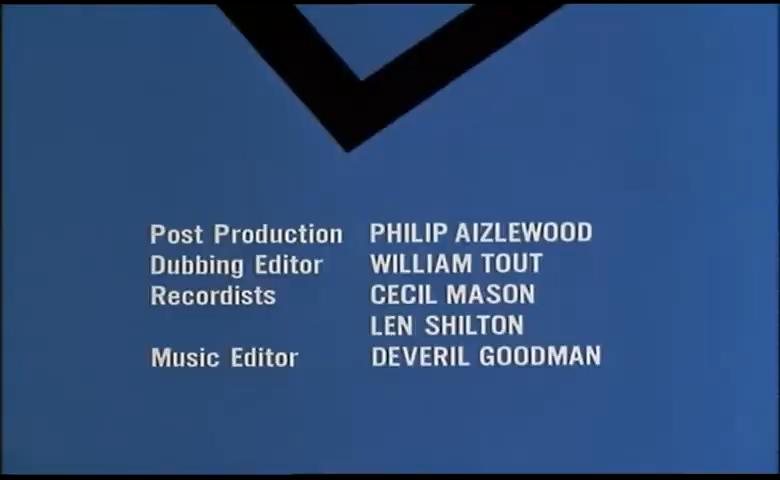 Post Production PHILIP AIZLEWOOD
Dubbing Editor WILLIAM TOUT
Recordists CECIL MASON
LEN SHILTON
Music Editor DEVERIL GOODMAN